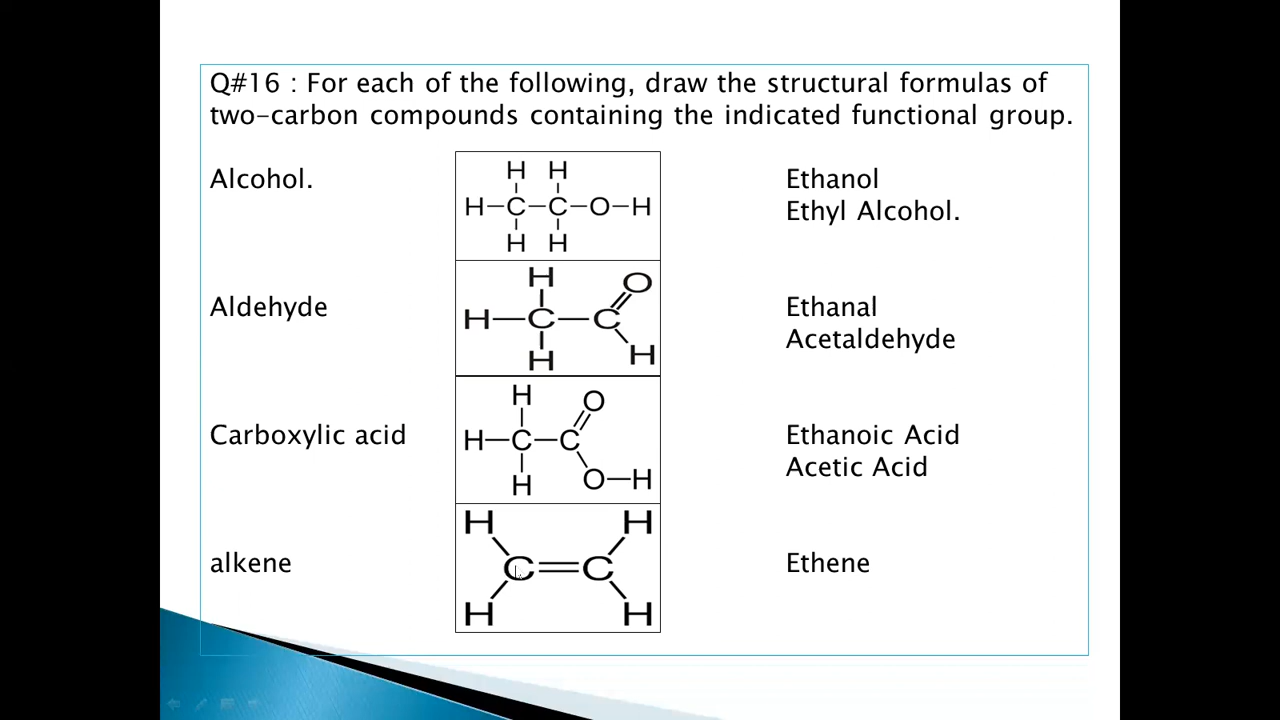 Q#16 : For each of the following, draw the structural formulas of
two-carbon compounds containing the indicated functional group.
Alcohol.
H H
H-C-C-O-H
H H
Ethanol
Ethyl Alcohol.
Aldehyde
H O
H-C-C
H H
Ethanal
Acetaldehyde
Carboxylic acid
H O
H-C-C
H O-H
Ethanoic Acid
Acetic Acid
alkene
H H
C=C
H H
Ethene